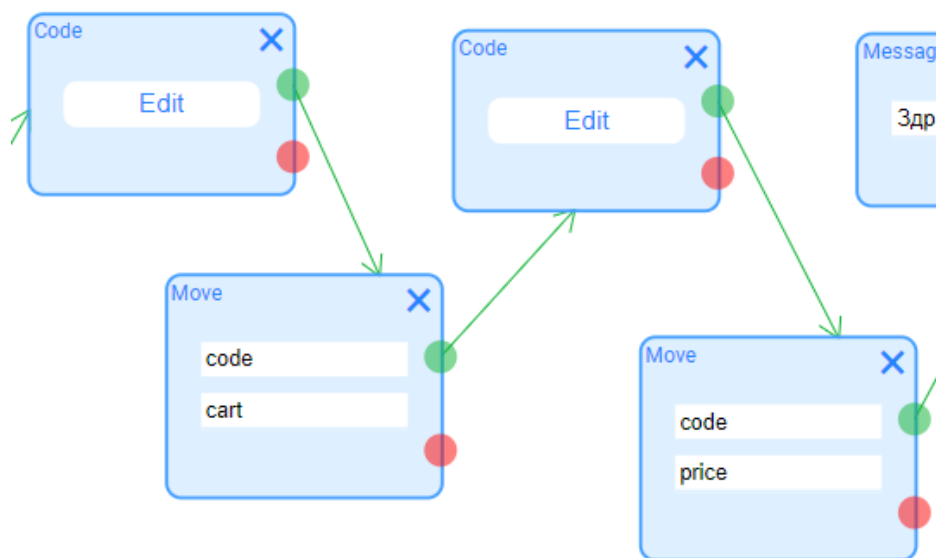 Code
Edit
Code
Edit
Messag
Здр
Move
code
cart
Move
code
price